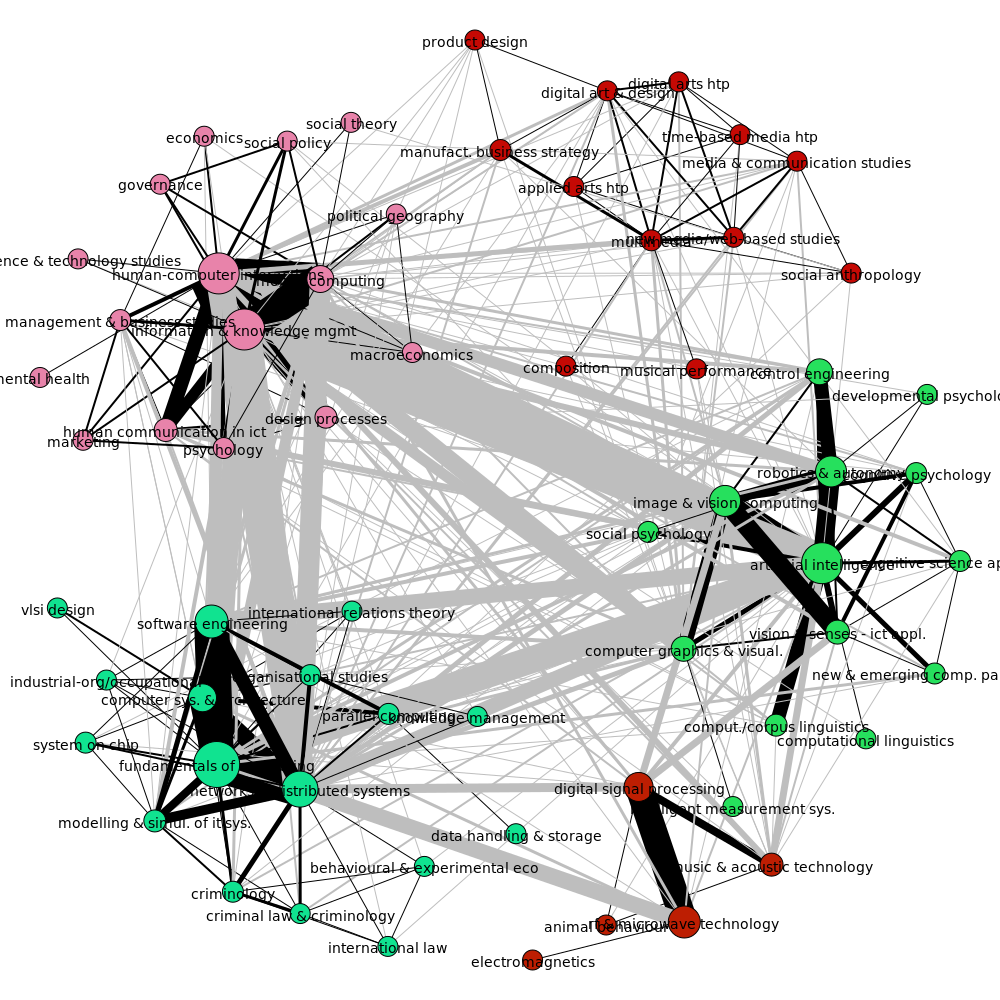 product design
digital arts htp
digital art & design
time-based media htp
social theory
economics
social policy
manufact. business strategy
media & communication studies
governance
applied arts htp
political geography
new media/web based studies
multimedia
ence & technology studies
human-computer interactions
computing
social anthropology
management & business studies
information & knowledge mgmt
macroeconomics
composition
musical performance
control engineering
mental health
developmental psycholo
design processes
human communication in ict
marketing
psychology
robotics & autonomy
cognitive psychology
image & vision computing
social psychology
artificial intelligence
cognitive science ap
vlsi design
international relations theory
software engineering
vision & senses - ict appl.
computer graphics & visual.
organisational studies
new & emerging comp. pa
industrial-org/occupational
computer sys. & architecture
parallel computing
knowledge management
comput./corpus linguistics
computational linguistics
system on chip
fundamentals of
networks & distributed systems
digital signal processing
intelligent measurement sys.
modelling & simul. of it sys.
data handling & storage
behavioural & experimental eco
music & acoustic technology
criminology
criminal law & criminology
rf & microwave technology
animal behaviour
international law
electromagnetics